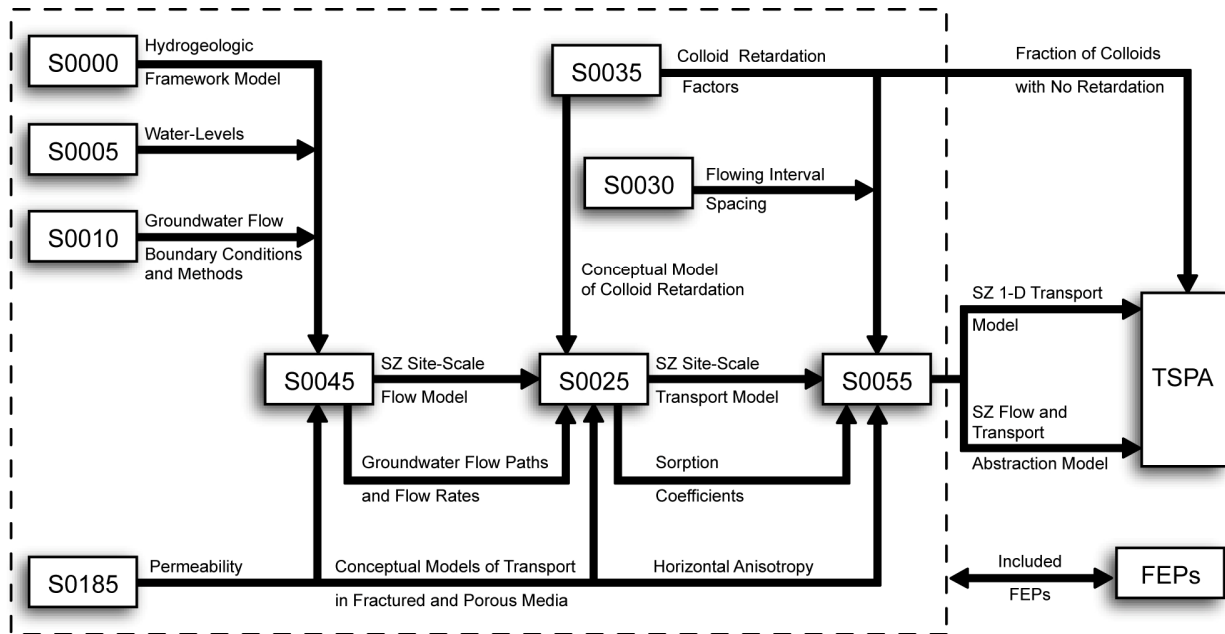 S0000
Hydrogeologic
Framework Model
S0035
Colloid Retardation
Factors
Fraction of Colloids
with No Retardation
S0005
Water-Levels
S0030
Flowing Interval
Spacing
S0010
Groundwater Flow
Boundary Conditions
and Methods
Conceptual Model
of Colloid Retardation
SZ 1-D Transport
Model
S0045
SZ Site-Scale
Flow Model
S0025
SZ Site-Scale
Transport Model
S0055
TSPA
SZ Flow and
Transport
Abstraction Model
Groundwater Flow Paths
and Flow Rates
Sorption
Coefficients
S0185
Permeability
Conceptual Models of Transport
in Fractured and Porous Media
Horizontal Anisotropy
Included
FEPs
FEPs